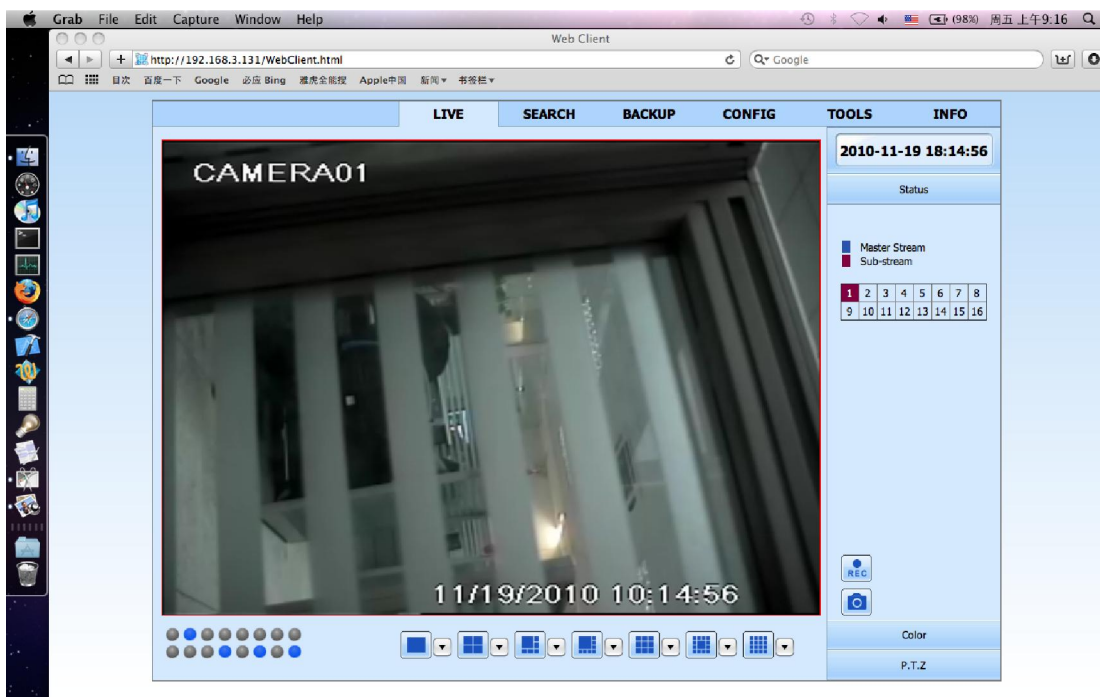 Grab File Edit Capture Window Help (98%) 周五上午9:16
Web Client
http://192.168.3.131/WebClient.html Google
目次 百度一下 Google 必应 Bing 雅虎全能搜 Apple中国 新闻 书签栏
LIVE SEARCH BACKUP CONFIG TOOLS INFO
2010-11-19 18:14:56
CAMERA01
Status
Master Stream
Sub-stream
1 2 3 4 5 6 7 8
9 10 11 12 13 14 15 16
REC
11/19/2010 10:14:56
Color
P.T.Z